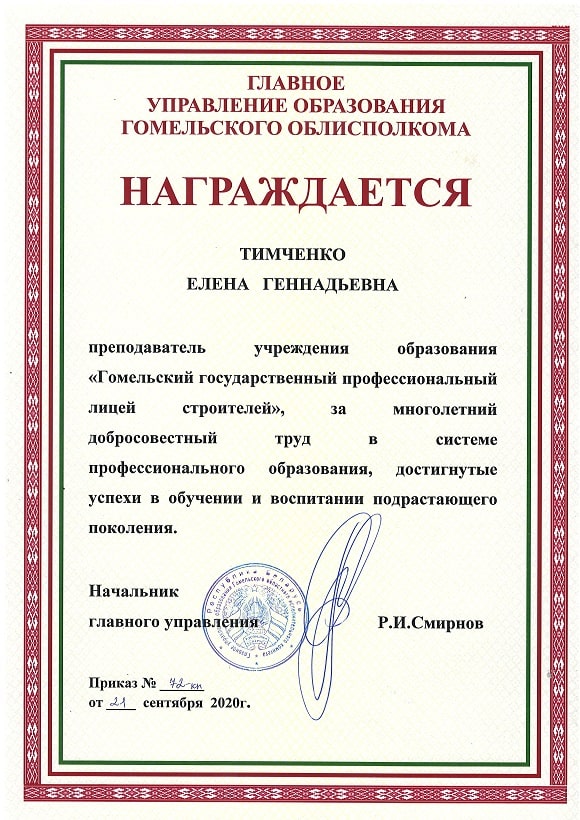 ГЛАВНОЕ
УПРАВЛЕНИЕ ОБРАЗОВАНИЯ
ГОМЕЛЬСКОГО ОБЛИСПОЛКОМА
НАГРАЖДАЕТСЯ
ТИМЧЕНКО
ЕЛЕНА ГЕННАДЬЕВНА
преподаватель учреждения образования
«Гомельский государственный профессиональный
лицей строителей», за многолетний
добросовестный труд в системе
профессионального образования, достигнутые
успехи в обучении и воспитании подрастающего
поколения.
Начальник
главного управления Р.И.Смирнов
Республика Беларусь
Приказ № 72-кп
от 21 сентября 2020г.